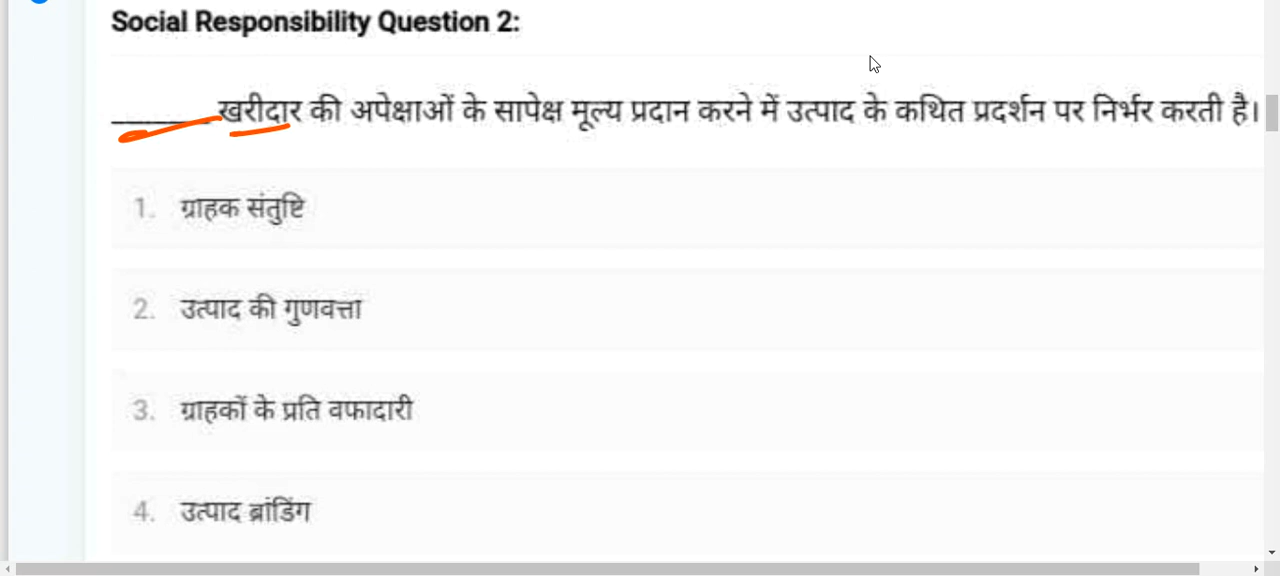 Social Responsibility Question 2:
______ खरीदार की अपेक्षाओं के सापेक्ष मूल्य प्रदान करने में उत्पाद के कथित प्रदर्शन पर निर्भर करती है।
1. ग्राहक संतुष्टि
2. उत्पाद की गुणवत्ता
3. ग्राहकों के प्रति वफादारी
4. उत्पाद ब्रांडिंग